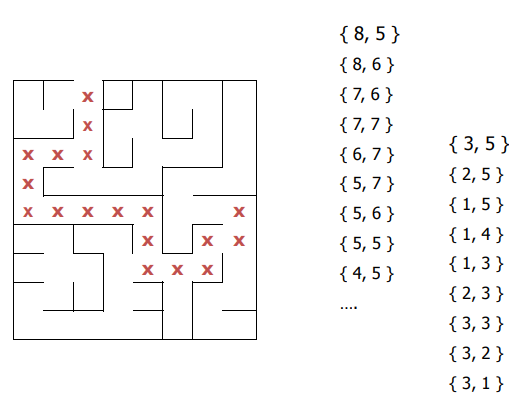 x
x
x x x
x
x x x x x x
x x x
x x x
{ 8, 5 }
{ 8, 6 }
{ 7, 6 }
{ 7, 7 }
{ 6, 7 }
{ 5, 7 }
{ 5, 6 }
{ 5, 5 }
{ 4, 5 }
....
{ 3, 5 }
{ 2, 5 }
{ 1, 5 }
{ 1, 4 }
{ 1, 3 }
{ 2, 3 }
{ 3, 3 }
{ 3, 2 }
{ 3, 1 }